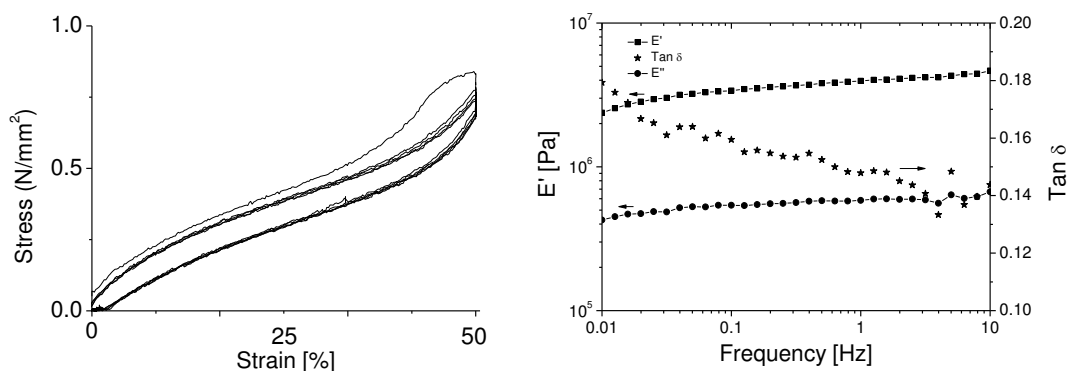 1.0
0.5
0.0
Stress (N/mm²)
0
25
50
Strain [%]
10⁷
10⁶
10⁵
E' [Pa]
E'
Tan δ
E"
0.20
0.18
0.16
0.14
0.12
0.10
Tan δ
0.01
0.1
1
10
Frequency [Hz]